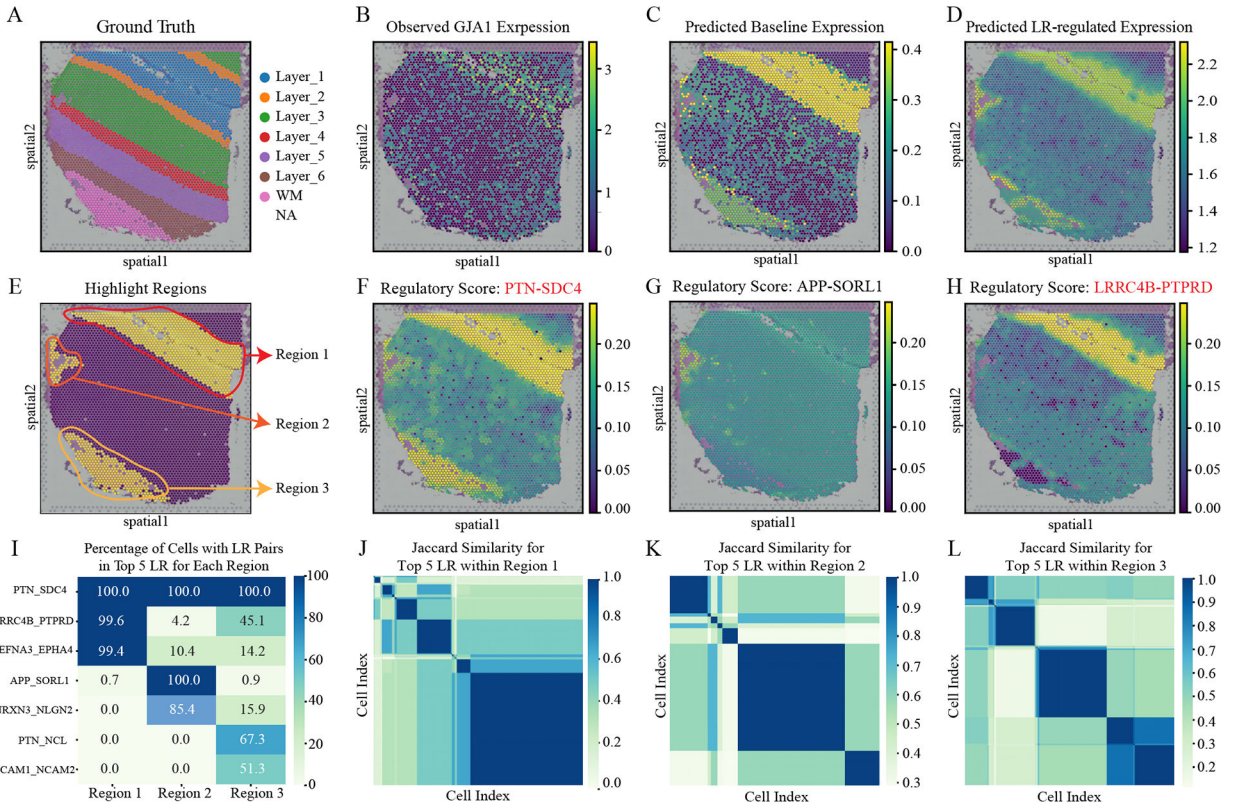 A
Ground Truth
Layer_1
Layer_2
Layer_3
Layer_4
Layer_5
Layer_6
WM
NA
spatial2
spatial1
B
Observed GJA1 Exrpession
3
2
1
0
spatial2
spatial1
C
Predicted Baseline Expression
0.4
0.3
0.2
0.1
0.0
spatial2
spatial1
D
Predicted LR-regulated Expression
2.2
2.0
1.8
1.6
1.4
1.2
spatial2
spatial1
E
Highlight Regions
Region 1
Region 2
Region 3
spatial2
spatial1
F
Regulatory Score: PTN-SDC4
0.20
0.15
0.10
0.05
0.00
spatial2
spatial1
G
Regulatory Score: APP-SORL1
0.20
0.15
0.10
0.05
0.00
spatial2
spatial1
H
Regulatory Score: LRRC4B-PTPRD
0.20
0.15
0.10
0.05
0.00
spatial2
spatial1
I
Percentage of Cells with LR Pairs
in Top 5 LR for Each Region
PTN_SDC4 100.0 100.0 100.0
RRC4B_PTPRD 99.6 4.2 45.1
EFNA3_EPHA4 99.4 10.4 14.2
APP_SORL1 0.7 100.0 0.9
NRXN3_NLGN2 0.0 85.4 15.9
PTN_NCL 0.0 0.0 67.3
CAM1_NCAM2 0.0 0.0 51.3
Region 1 Region 2 Region 3
100
80
60
40
20
0
J
Jaccard Similarity for
Top 5 LR within Region 1
1.0
0.8
0.6
0.4
0.2
0.0
Cell Index
Cell Index
K
Jaccard Similarity for
Top 5 LR within Region 2
1.0
0.9
0.8
0.7
0.6
0.5
0.4
0.3
Cell Index
Cell Index
L
Jaccard Similarity for
Top 5 LR within Region 3
1.0
0.9
0.8
0.7
0.6
0.5
0.4
0.2
Cell Index
Cell Index